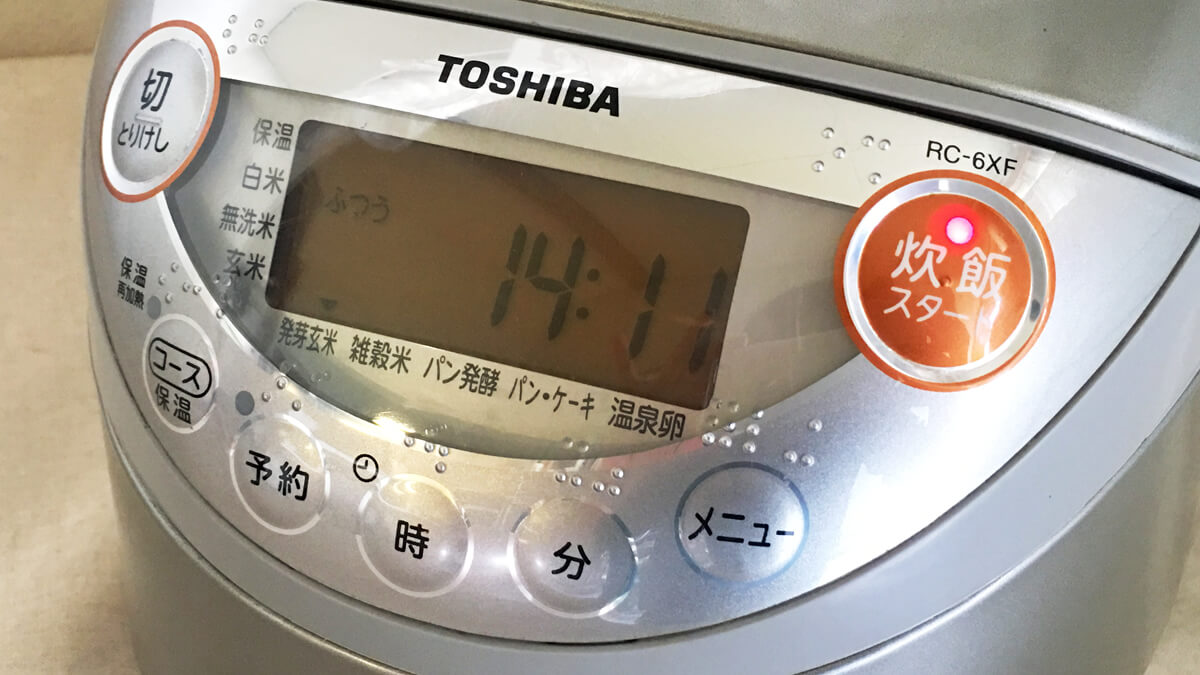 TOSHIBA
RC-6XF
切
とりけし
保温
白米
無洗米
玄米
ふつう
14:11
炊飯
スタート
発芽玄米 雑穀米 パン発酵 パン・ケーキ 温泉卵
保温
再加熱
コース
保温
予約
時
分
メニュー